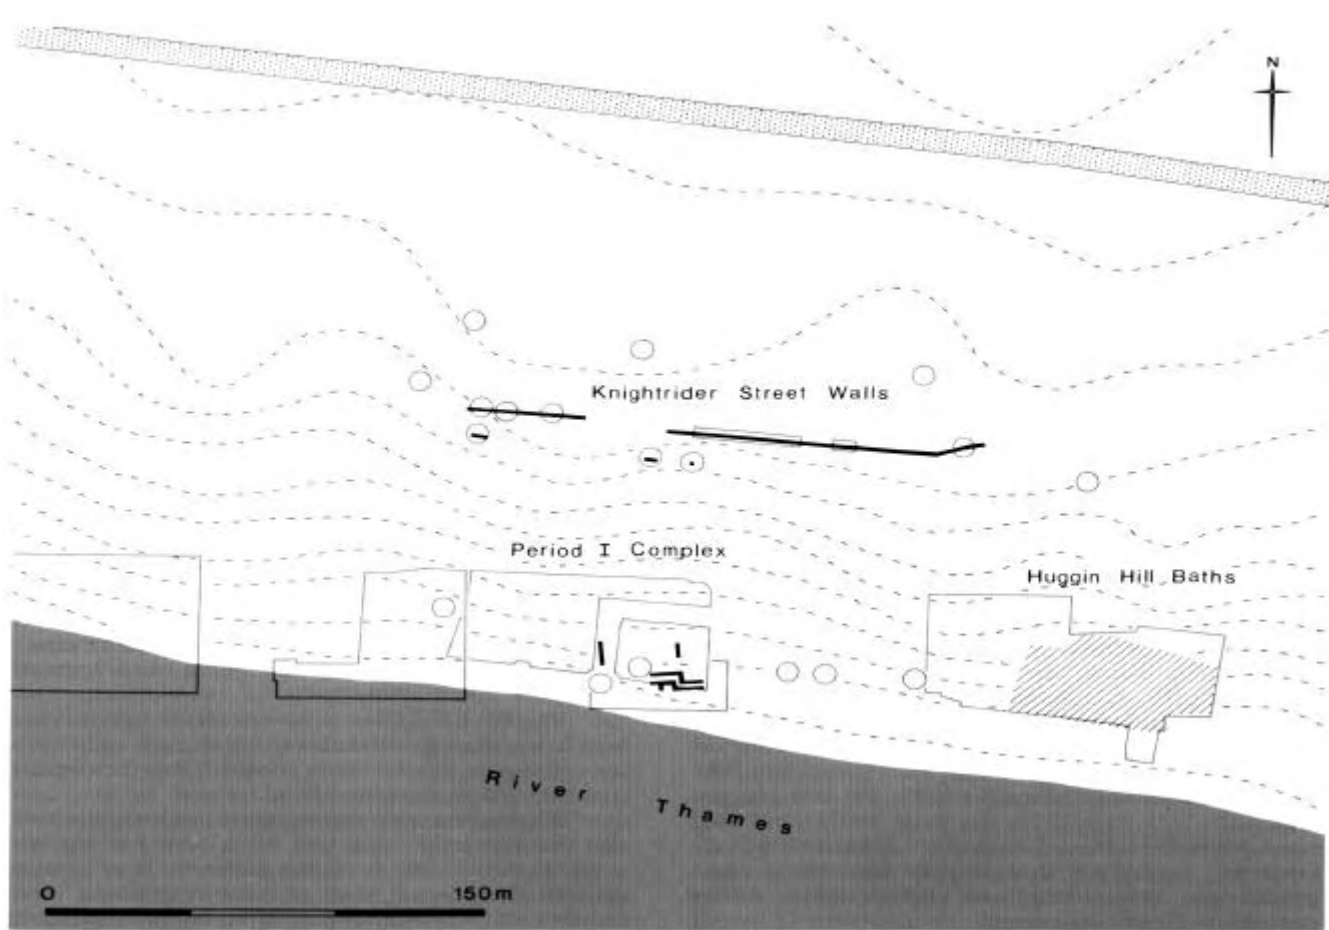 N
Knightrider Street Walls
Period I Complex
Huggin Hill Baths
River Thames
0 150m